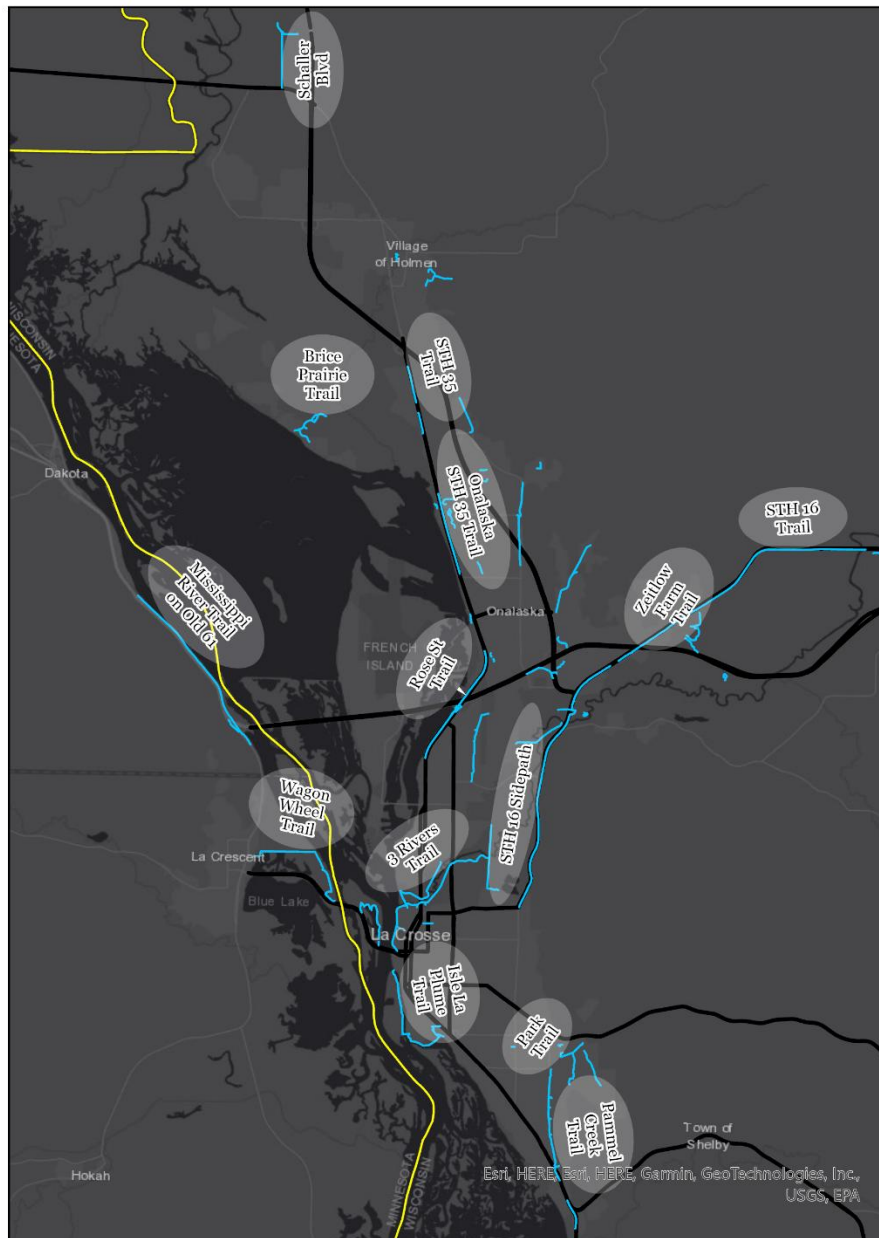 Schaller
Blvd
Village
of Holmen
WISCONSIN
Brice
Prairie
Trail
STH 35
Trail
Dakota
Onalaska
STH 35 Trail
STH 16
Trail
Mississippi
River Trail
on Old 61
Zeitlow
Farm
Trail
Onalaska
FRENCH
ISLAND
Rose St
Trail
STH 16 Sidepath
Wagon
Wheel
Trail
3 Rivers
Trail
La Crescent
Blue Lake
La Crosse
Isle La
Plume
Trail
Park
Trail
Pammel
Creek
Trail
Town of
Shelby
Hokah
MINNESOTA
WISCONSIN
Esri, HERE, Esri, HERE, Garmin, GeoTechnologies, Inc.,
USGS, EPA